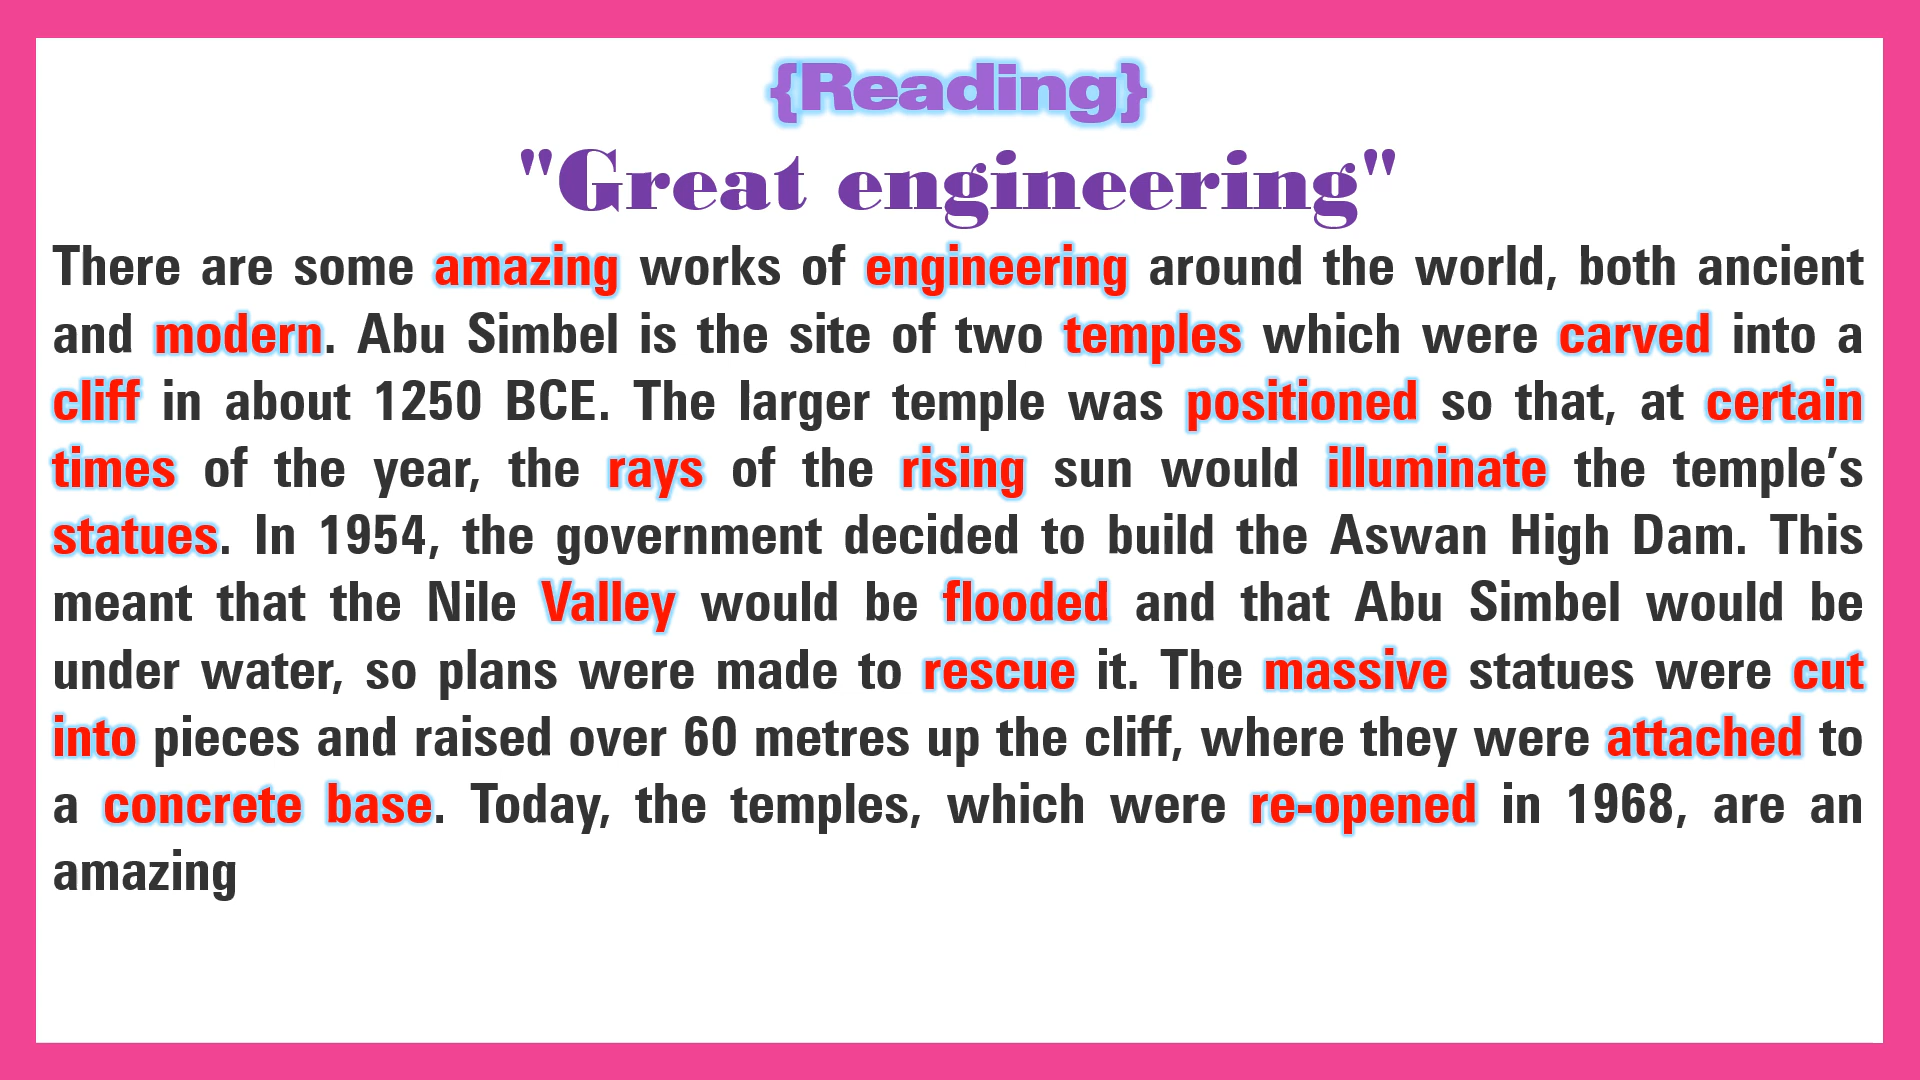 {Reading}
"Great engineering"
There are some amazing works of engineering around the world, both ancient
and modern. Abu Simbel is the site of two temples which were carved into a
cliff in about 1250 BCE. The larger temple was positioned so that, at certain
times of the year, the rays of the rising sun would illuminate the temple’s
statues. In 1954, the government decided to build the Aswan High Dam. This
meant that the Nile Valley would be flooded and that Abu Simbel would be
under water, so plans were made to rescue it. The massive statues were cut
into pieces and raised over 60 metres up the cliff, where they were attached to
a concrete base. Today, the temples, which were re-opened in 1968, are an
amazing